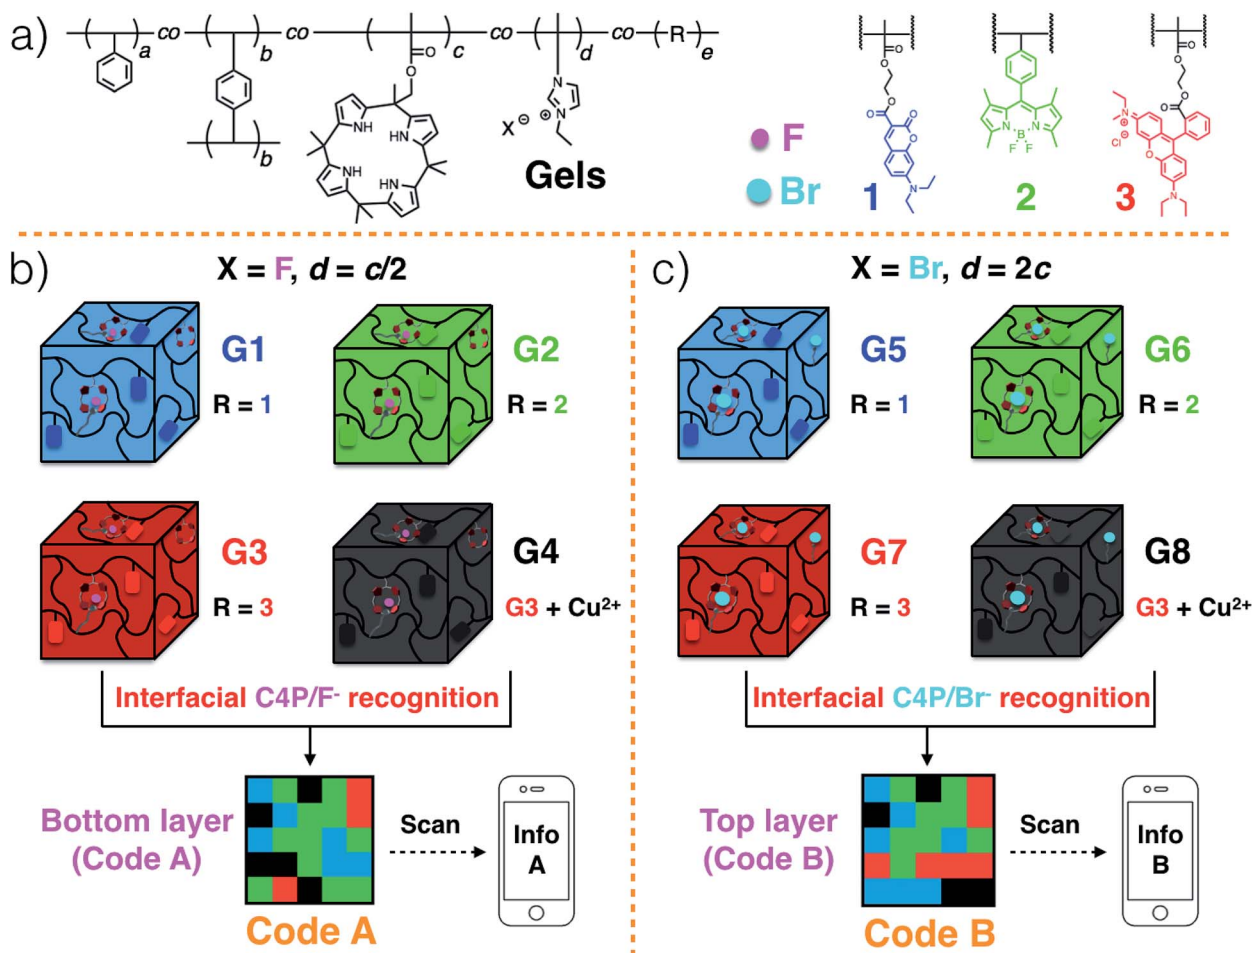 a)
co
co
co
co
R
a
b
b
c
d
e
O
O
NH
HN
NH
HN
N
N
X⊖
⊕
Gels
F
Br
O
O
O
O
O
O
O
N
1
N
N
B
F
F
2
O
O
O
O
N
⊕
Cl⊖
O
N
3
b)
X = F, d = c/2
G1
R = 1
G2
R = 2
G3
R = 3
G4
G3 + Cu²⁺
Interfacial C4P/F⁻ recognition
Bottom layer
(Code A)
Scan
Info
A
Code A
c)
X = Br, d = 2c
G5
R = 1
G6
R = 2
G7
R = 3
G8
G3 + Cu²⁺
Interfacial C4P/Br⁻ recognition
Top layer
(Code B)
Scan
Info
B
Code B